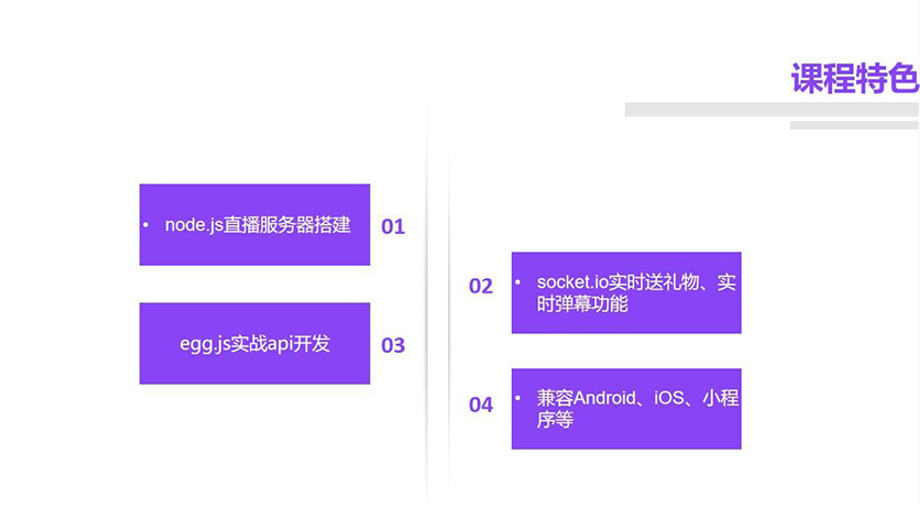 课程特色
• node.js直播服务器搭建
01
02
• socket.io实时送礼物、实
时弹幕功能
egg.js实战api开发
03
04
• 兼容Android、iOS、小程
序等